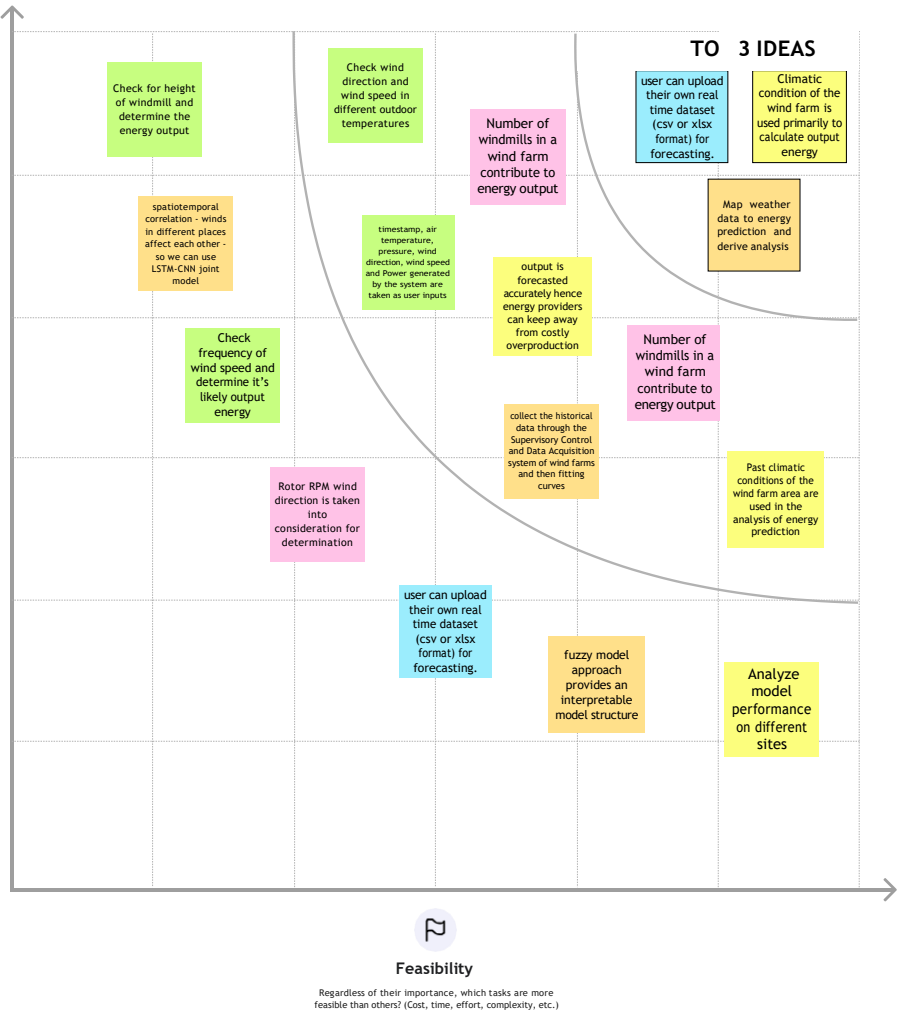 TO 3 IDEAS
Check for height
of windmill and
determine the
energy output
Check wind
direction and
wind speed in
different outdoor
temperatures
Number of
windmills in a
wind farm
contribute to
energy output
user can upload
their own real
time dataset
(csv or xlsx
format) for
forecasting.
Climatic
condition of the
wind farm is
used primarily to
calculate output
energy
spatiotemporal
correlation - winds
in different places
affect each other -
so we can use
LSTM-CNN joint
model
timestamp, air
temperature,
pressure, wind
direction, wind speed
and Power generated
by the system are
taken as user inputs
Map weather
data to energy
prediction and
derive analysis
output is
forecasted
accurately hence
energy providers
can keep away
from costly
overproduction
Check
frequency of
wind speed and
determine it's
likely output
energy
Number of
windmills in a
wind farm
contribute to
energy output
collect the historical
data through the
Supervisory Control
and Data Acquisition
system of wind farms
and then fitting
curves
Past climatic
conditions of the
wind farm area are
used in the
analysis of energy
prediction
Rotor RPM wind
direction is taken
into
consideration for
determination
user can upload
their own real
time dataset
(csv or xlsx
format) for
forecasting.
fuzzy model
approach
provides an
interpretable
model structure
Analyze
model
performance
on different
sites
Feasibility
Regardless of their importance, which tasks are more
feasible than others? (Cost, time, effort, complexity, etc.)